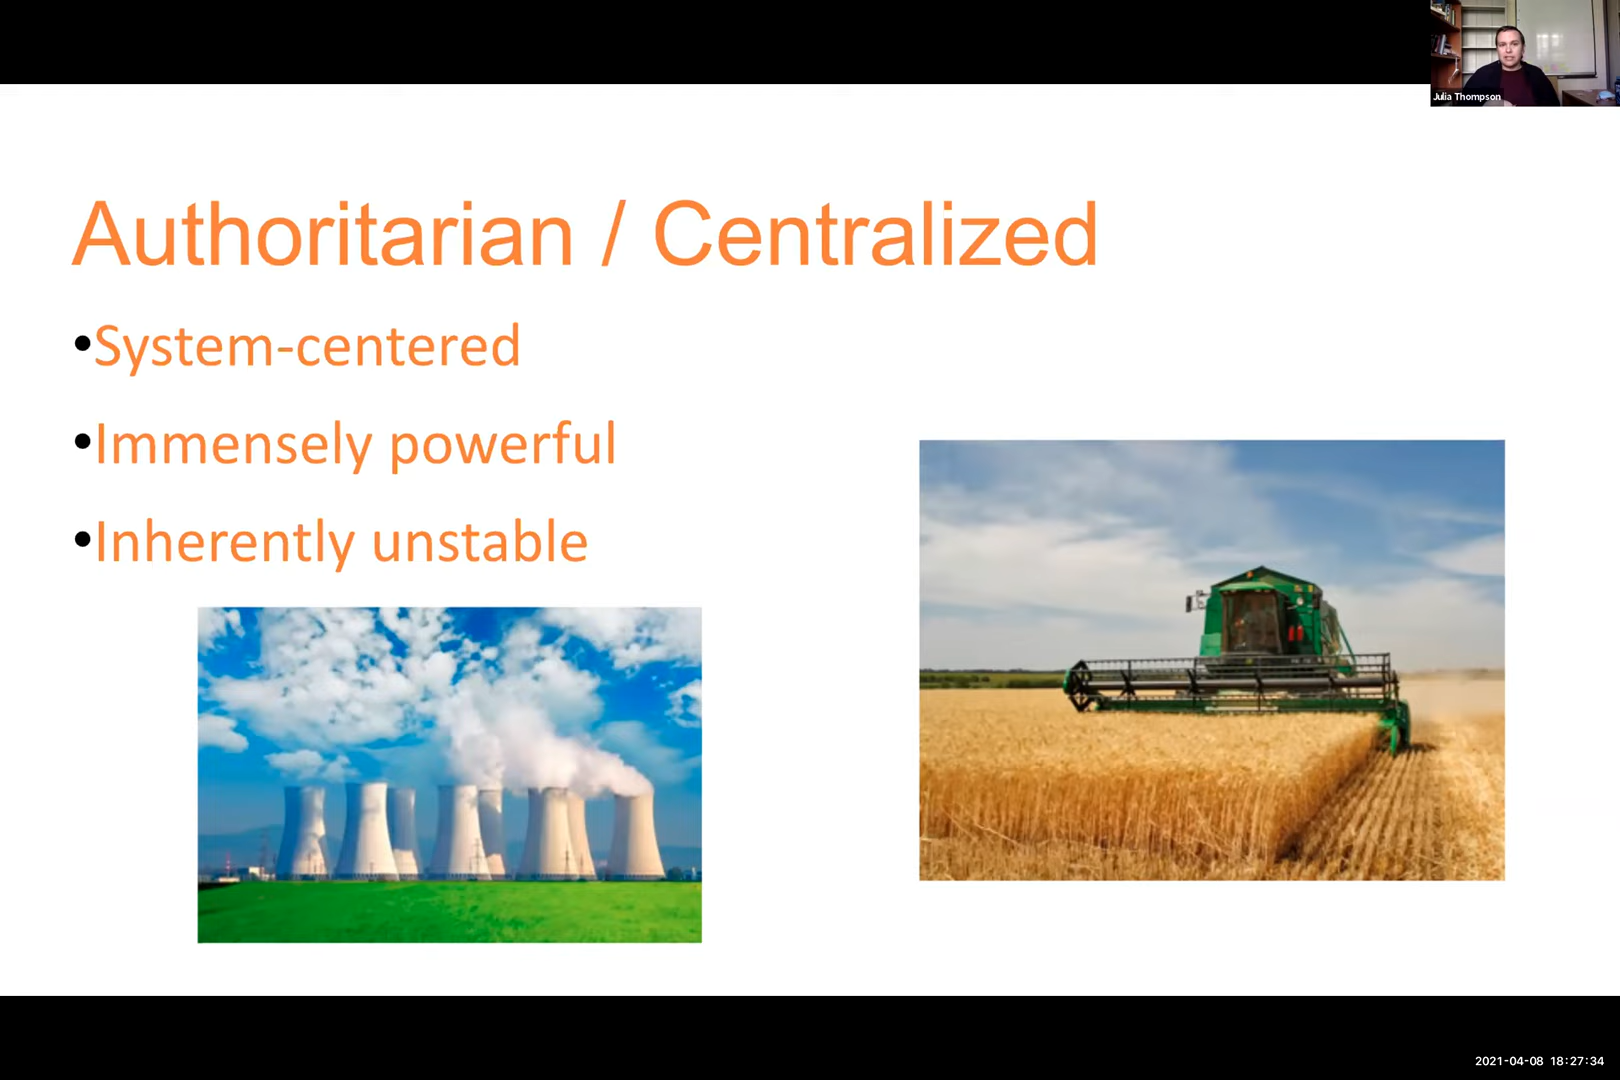 Julia Thompson
Authoritarian / Centralized
•System-centered
•Immensely powerful
•Inherently unstable
2021-04-08 18:27:34